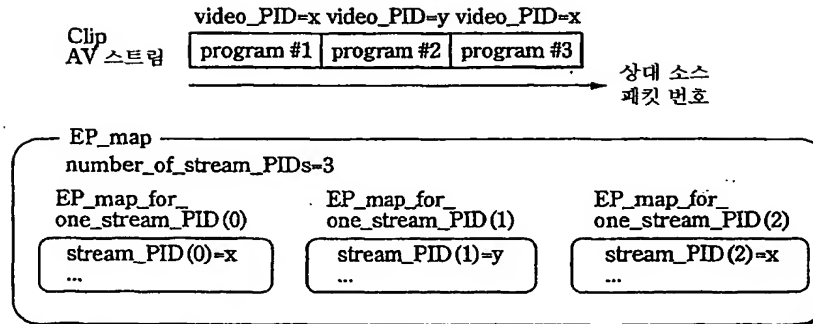 video_PID=x video_PID=y video_PID=x
Clip
AV 스트림
program #1 program #2 program #3
상대 소스
패킷 번호
EP_map
number_of_stream_PIDs=3
EP_map_for_
one_stream_PID(0)
EP_map_for_
one_stream_PID(1)
EP_map_for_
one_stream_PID(2)
stream_PID(0)=x
...
stream_PID(1)=y
...
stream_PID(2)=x
...